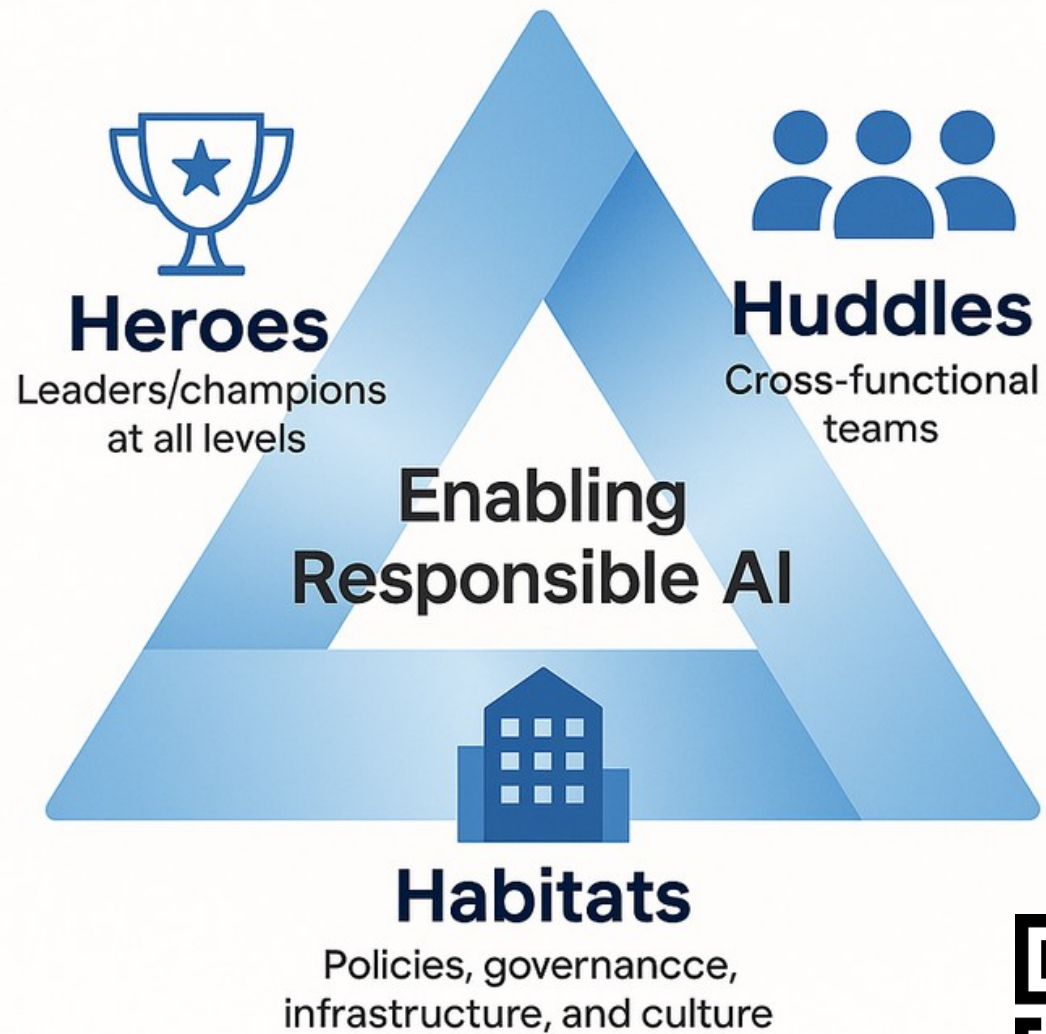 Heroes
Leaders/champions
at all levels
Huddles
Cross-functional
teams
Enabling
Responsible AI
Habitats
Policies, governancce,
infrastructure, and culture